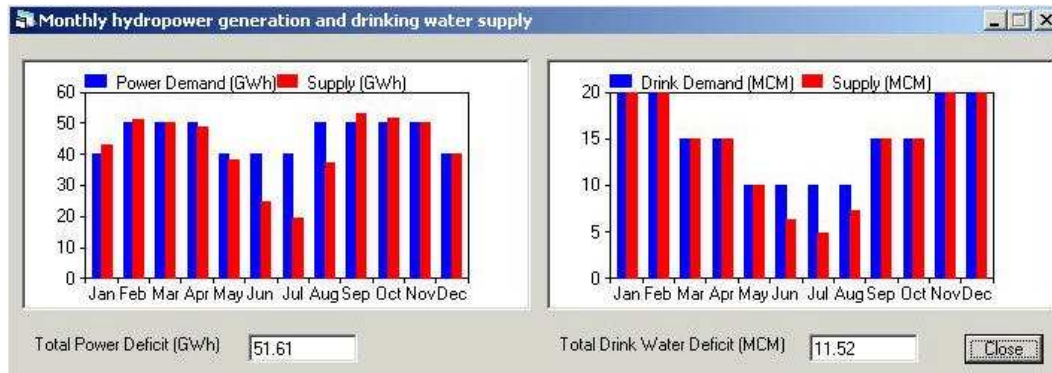 Monthly hydropower generation and drinking water supply
Power Demand (GWh) Supply (GWh)
60
50
40
30
20
10
0
Jan Feb Mar Apr May Jun Jul Aug Sep Oct Nov Dec
Drink Demand (MCM) Supply (MCM)
20
15
10
5
0
Jan Feb Mar Apr May Jun Jul Aug Sep Oct Nov Dec
Total Power Deficit (GWh) 51.61
Total Drink Water Deficit (MCM) 11.52
Close